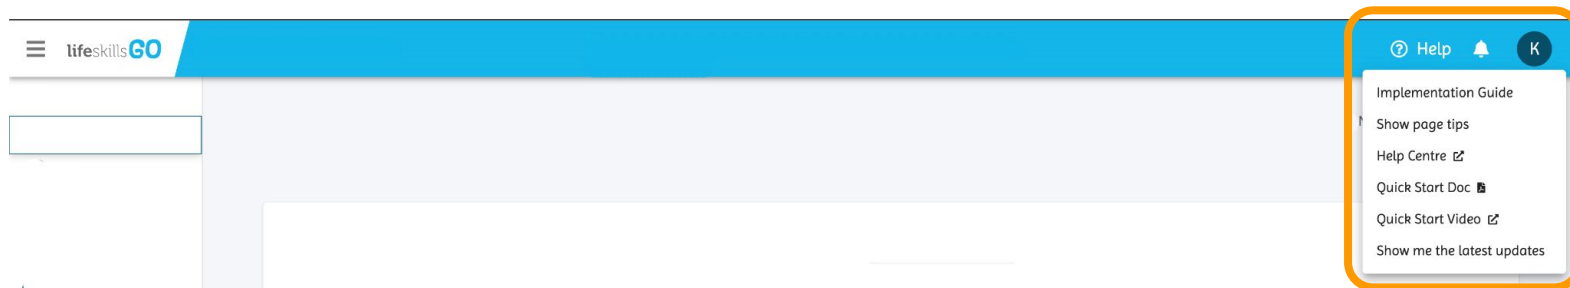 lifeskillsGO
Help
K
Implementation Guide
Show page tips
Help Centre
Quick Start Doc
Quick Start Video
Show me the latest updates